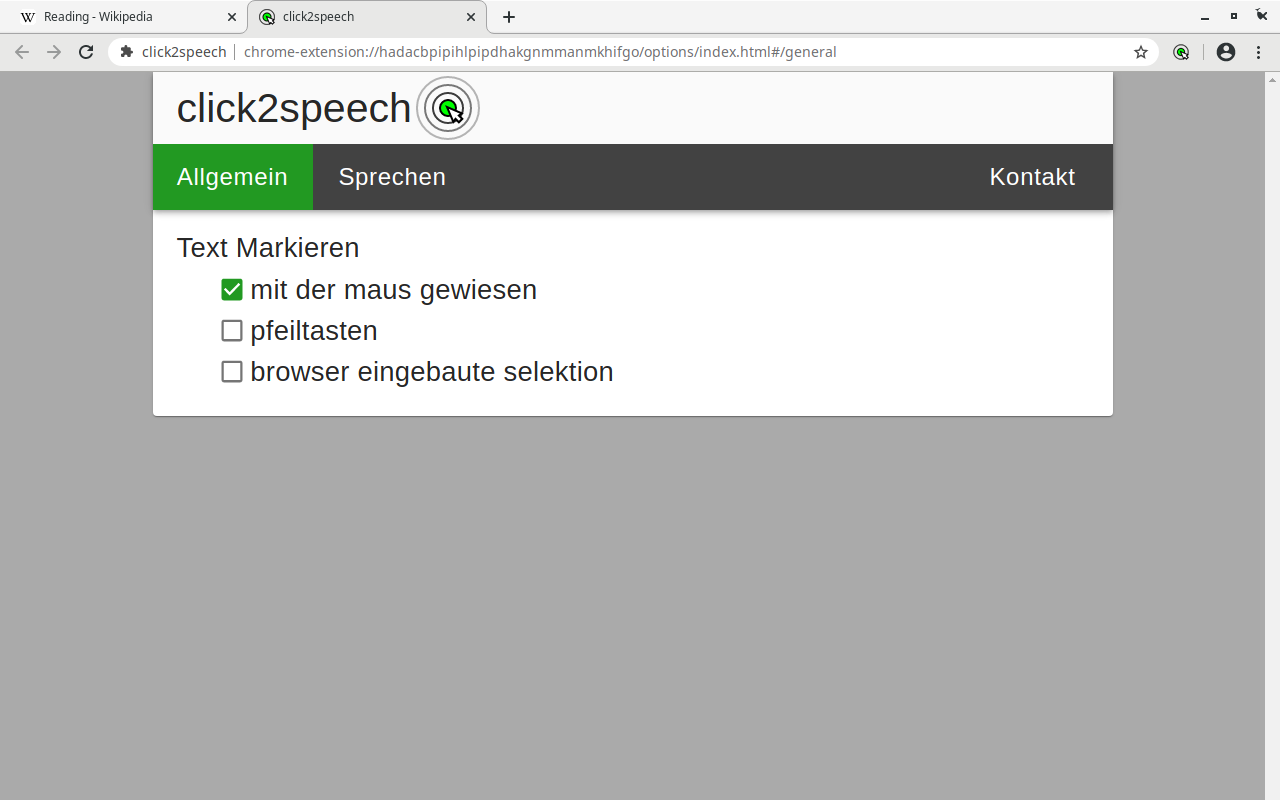 Reading - Wikipedia
click2speech
click2speech
chrome-extension://hadacbpipihlpipdhakgnmmanmkhifgo/options/index.html#/general
click2speech
Allgemein
Sprechen
Kontakt
Text Markieren
mit der maus gewiesen
pfeiltasten
browser eingebaute selektion